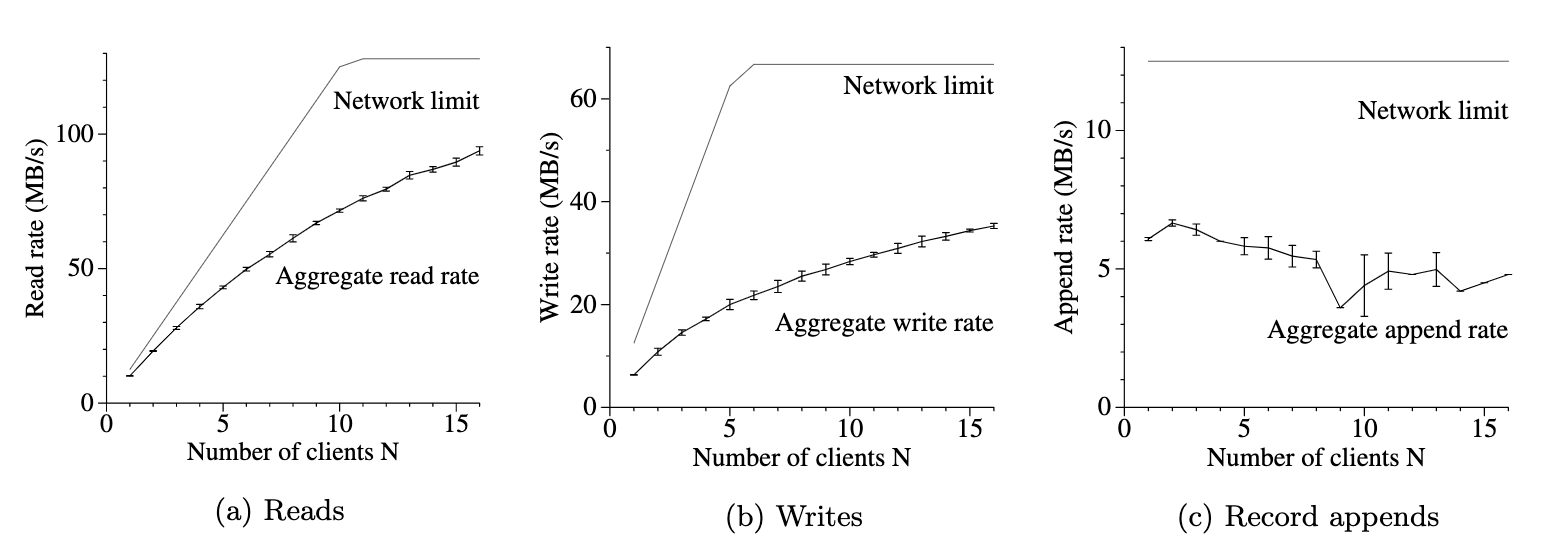 Read rate (MB/s)
100
50
0
Network limit
Aggregate read rate
0 5 10 15
Number of clients N
(a) Reads
Write rate (MB/s)
60
40
20
0
Network limit
Aggregate write rate
0 5 10 15
Number of clients N
(b) Writes
Append rate (MB/s)
10
5
0
Network limit
Aggregate append rate
0 5 10 15
Number of clients N
(c) Record appends